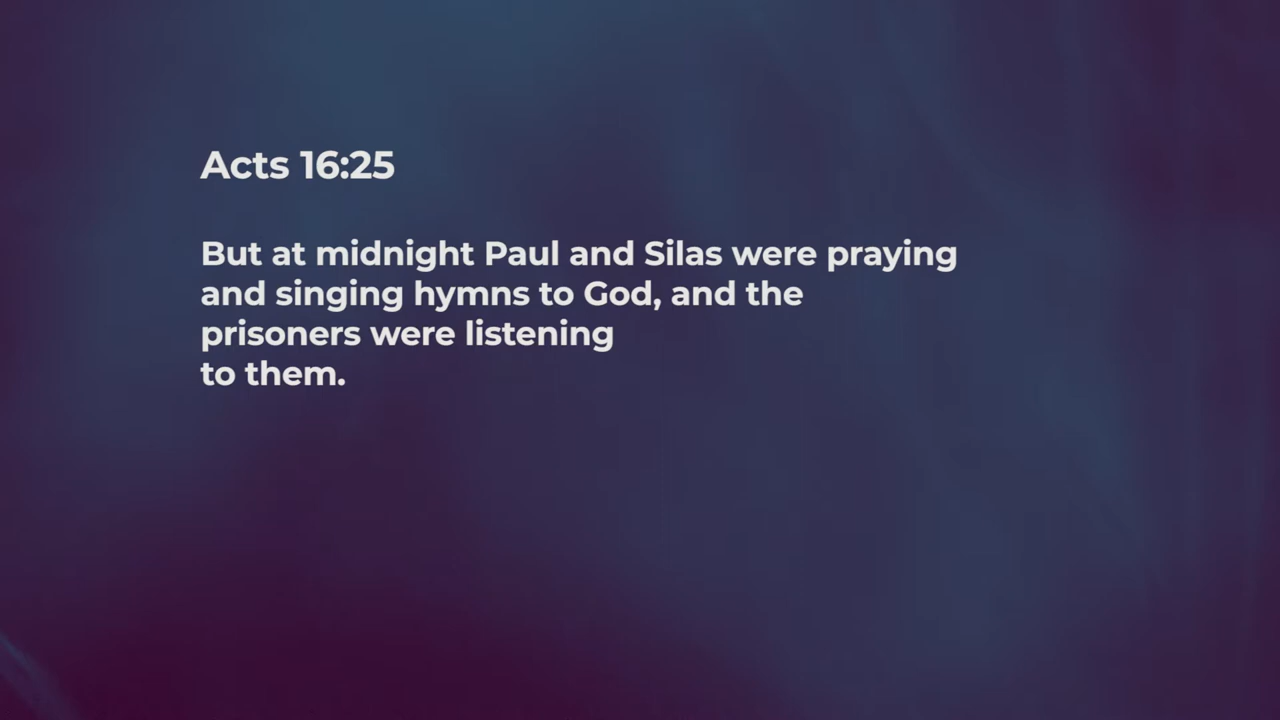 Acts 16:25
But at midnight Paul and Silas were praying
and singing hymns to God, and the
prisoners were listening
to them.